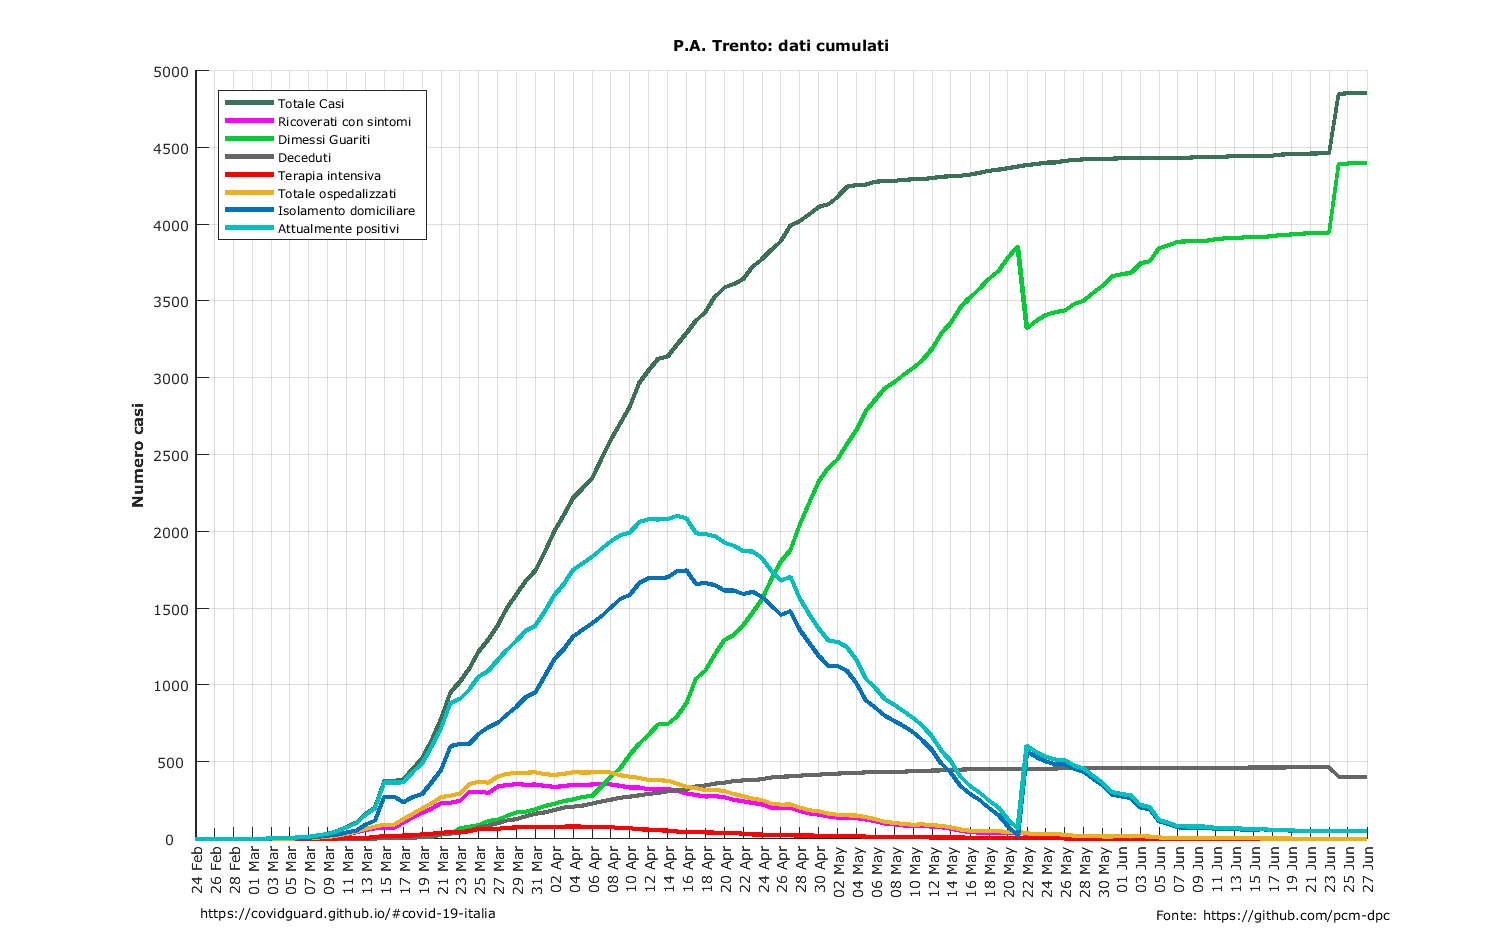 P.A. Trento: dati cumulati
5000
4500
4000
3500
3000
2500
2000
1500
1000
500
0
Numero casi
Totale Casi
Ricoverati con sintomi
Dimessi Guariti
Deceduti
Terapia intensiva
Totale ospedalizzati
Isolamento domiciliare
Attualmente positivi
24 Feb
26 Feb
28 Feb
01 Mar
03 Mar
05 Mar
07 Mar
09 Mar
11 Mar
13 Mar
15 Mar
17 Mar
19 Mar
21 Mar
23 Mar
25 Mar
27 Mar
29 Mar
31 Mar
02 Apr
04 Apr
06 Apr
08 Apr
10 Apr
12 Apr
14 Apr
16 Apr
18 Apr
20 Apr
22 Apr
24 Apr
26 Apr
28 Apr
30 Apr
02 May
04 May
06 May
08 May
10 May
12 May
14 May
16 May
18 May
20 May
22 May
24 May
26 May
28 May
30 May
01 Jun
03 Jun
05 Jun
07 Jun
09 Jun
11 Jun
13 Jun
15 Jun
17 Jun
19 Jun
21 Jun
23 Jun
25 Jun
27 Jun
https://covidguard.github.io/#covid-19-italia
Fonte: https://github.com/pcm-dpc